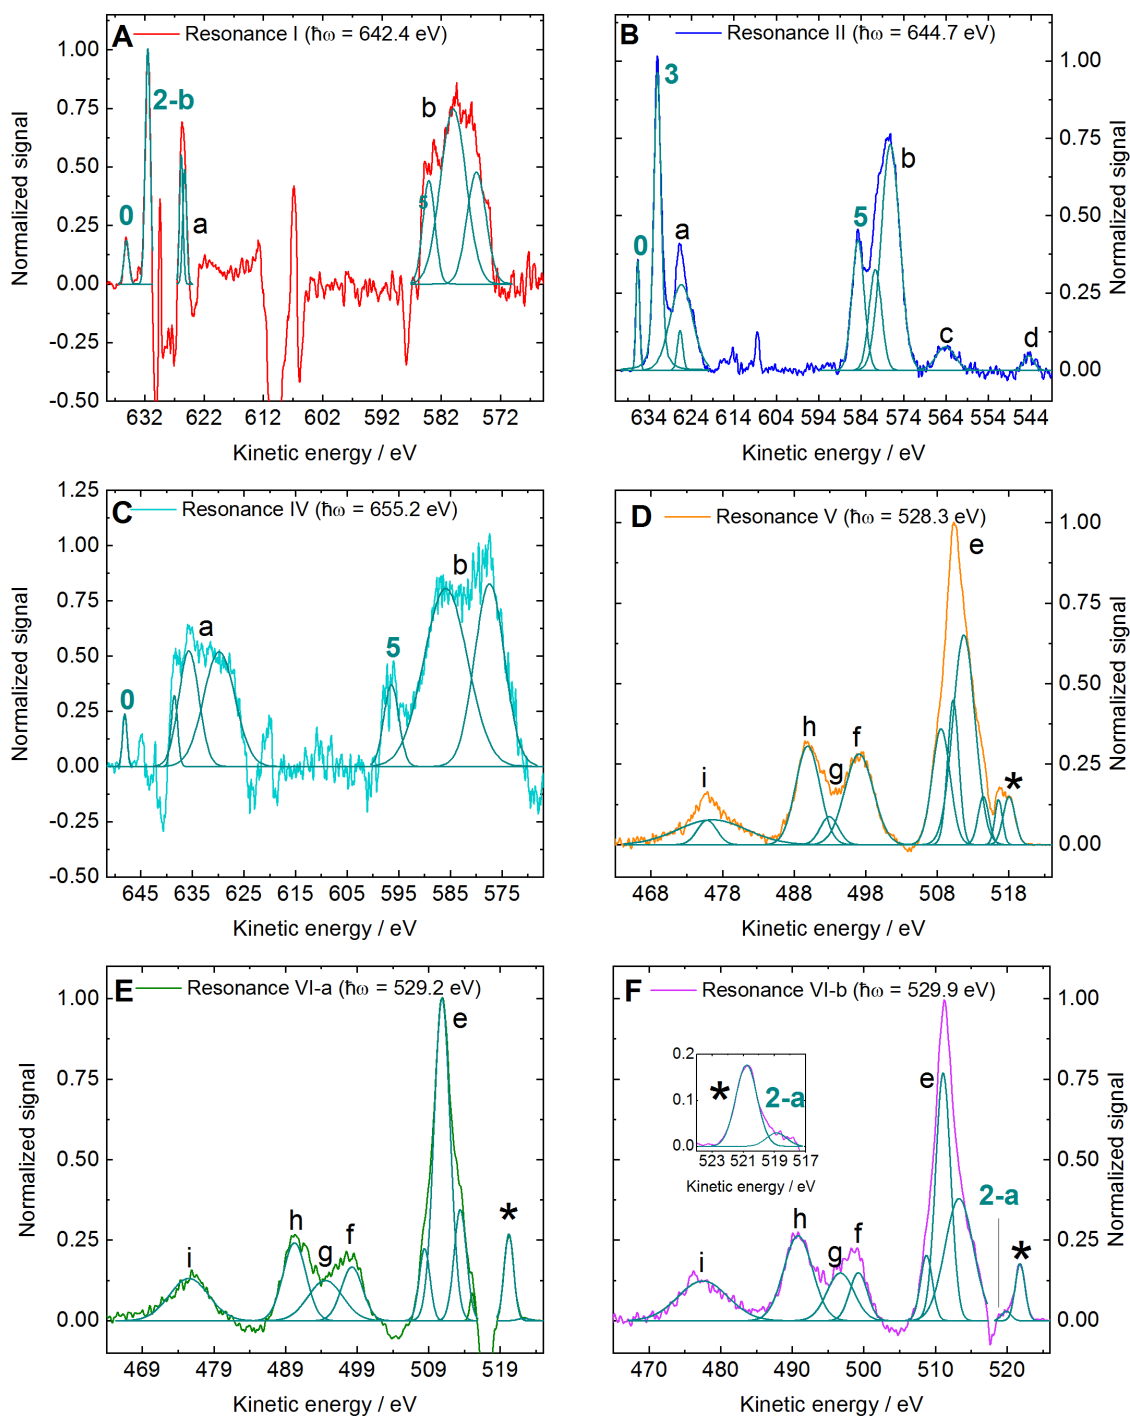 A Resonance I (ħω = 642.4 eV)
1.00
0.75
0.50
0.25
0.00
-0.25
-0.50
0
2-b
a
b
5
632 622 612 602 592 582 572
Kinetic energy / eV
Normalized signal
B Resonance II (ħω = 644.7 eV)
1.00
0.75
0.50
0.25
0.00
0
3
a
5
b
c
d
634 624 614 604 594 584 574 564 554 544
Kinetic energy / eV
Normalized signal
C Resonance IV (ħω = 655.2 eV)
1.25
1.00
0.75
0.50
0.25
0.00
-0.25
-0.50
0
a
5
b
645 635 625 615 605 595 585 575
Kinetic energy / eV
Normalized signal
D Resonance V (ħω = 528.3 eV)
1.00
0.75
0.50
0.25
0.00
i
h
g
f
e
*
468 478 488 498 508 518
Kinetic energy / eV
Normalized signal
E Resonance VI-a (ħω = 529.2 eV)
1.00
0.75
0.50
0.25
0.00
i
h
g
f
e
*
469 479 489 499 509 519
Kinetic energy / eV
Normalized signal
F Resonance VI-b (ħω = 529.9 eV)
1.00
0.75
0.50
0.25
0.00
0.2
0.1
0.0
*
2-a
523 521 519 517
Kinetic energy / eV
i
h
g
f
e
2-a
*
470 480 490 500 510 520
Kinetic energy / eV
Normalized signal